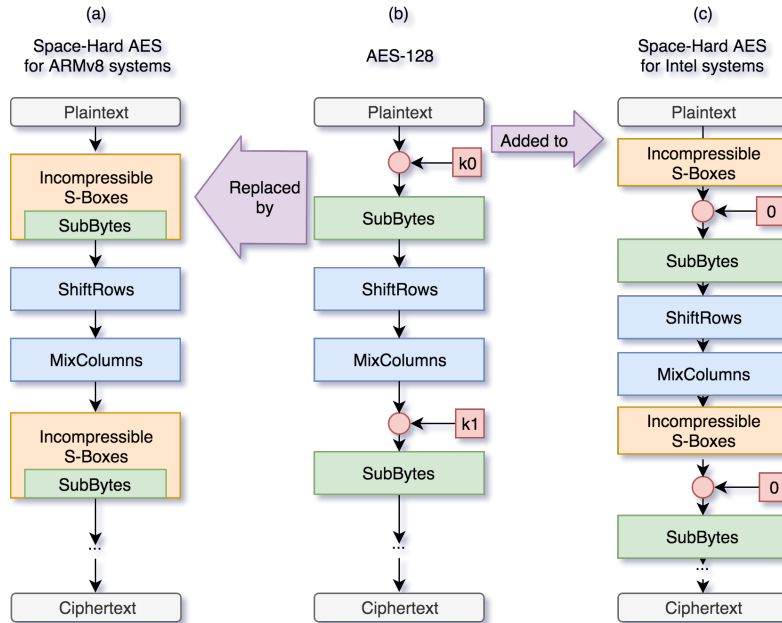 (a)
Space-Hard AES
for ARMv8 systems
Plaintext
Incompressible
S-Boxes
SubBytes
ShiftRows
MixColumns
Incompressible
S-Boxes
SubBytes
...
Ciphertext
Replaced
by
(b)
AES-128
Plaintext
k0
SubBytes
ShiftRows
MixColumns
k1
SubBytes
...
Ciphertext
Added to
(c)
Space-Hard AES
for Intel systems
Plaintext
Incompressible
S-Boxes
0
SubBytes
ShiftRows
MixColumns
Incompressible
S-Boxes
0
SubBytes
...
Ciphertext